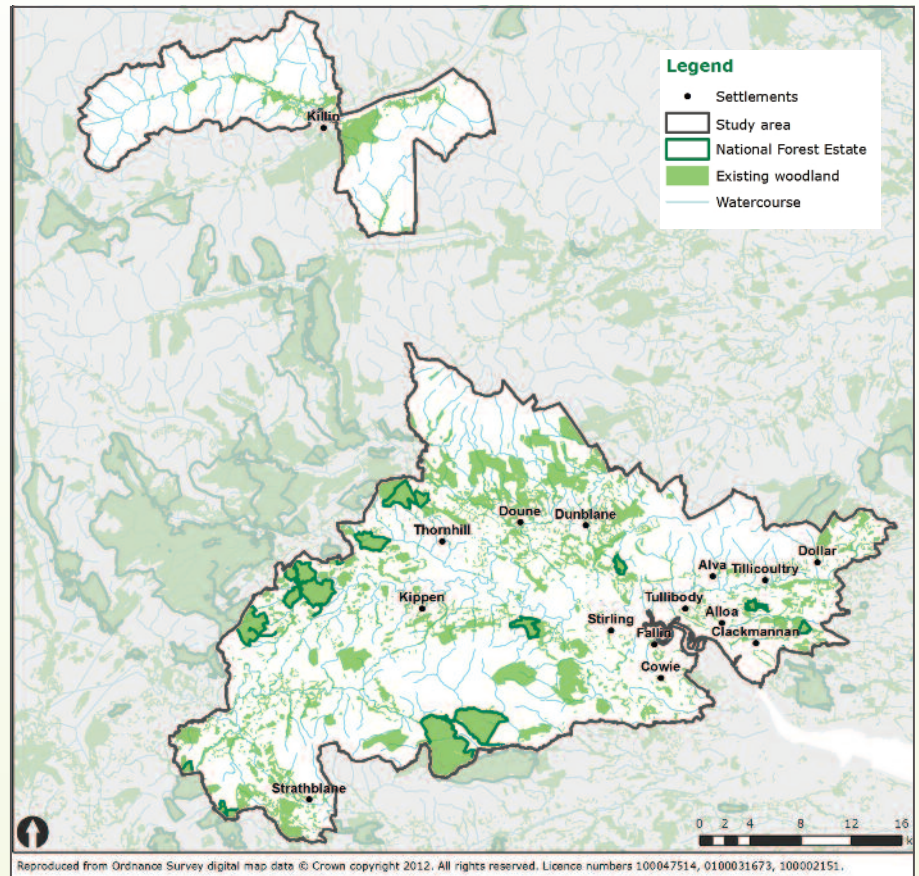 Killin
Legend
Settlements
Study area
National Forest Estate
Existing woodland
Watercourse
Doune
Dunblane
Thornhill
Dollar
Alva
Tillicoultry
Kippen
Tullibody
Stirling
Alloa
Fallin
Clackmannan
Cowie
Strathblane
0 2 4 8 12 16
k
Reproduced from Ordnance Survey digital map data © Crown copyright 2012. All rights reserved. Licence numbers 100047514, 0100031673, 100002151.